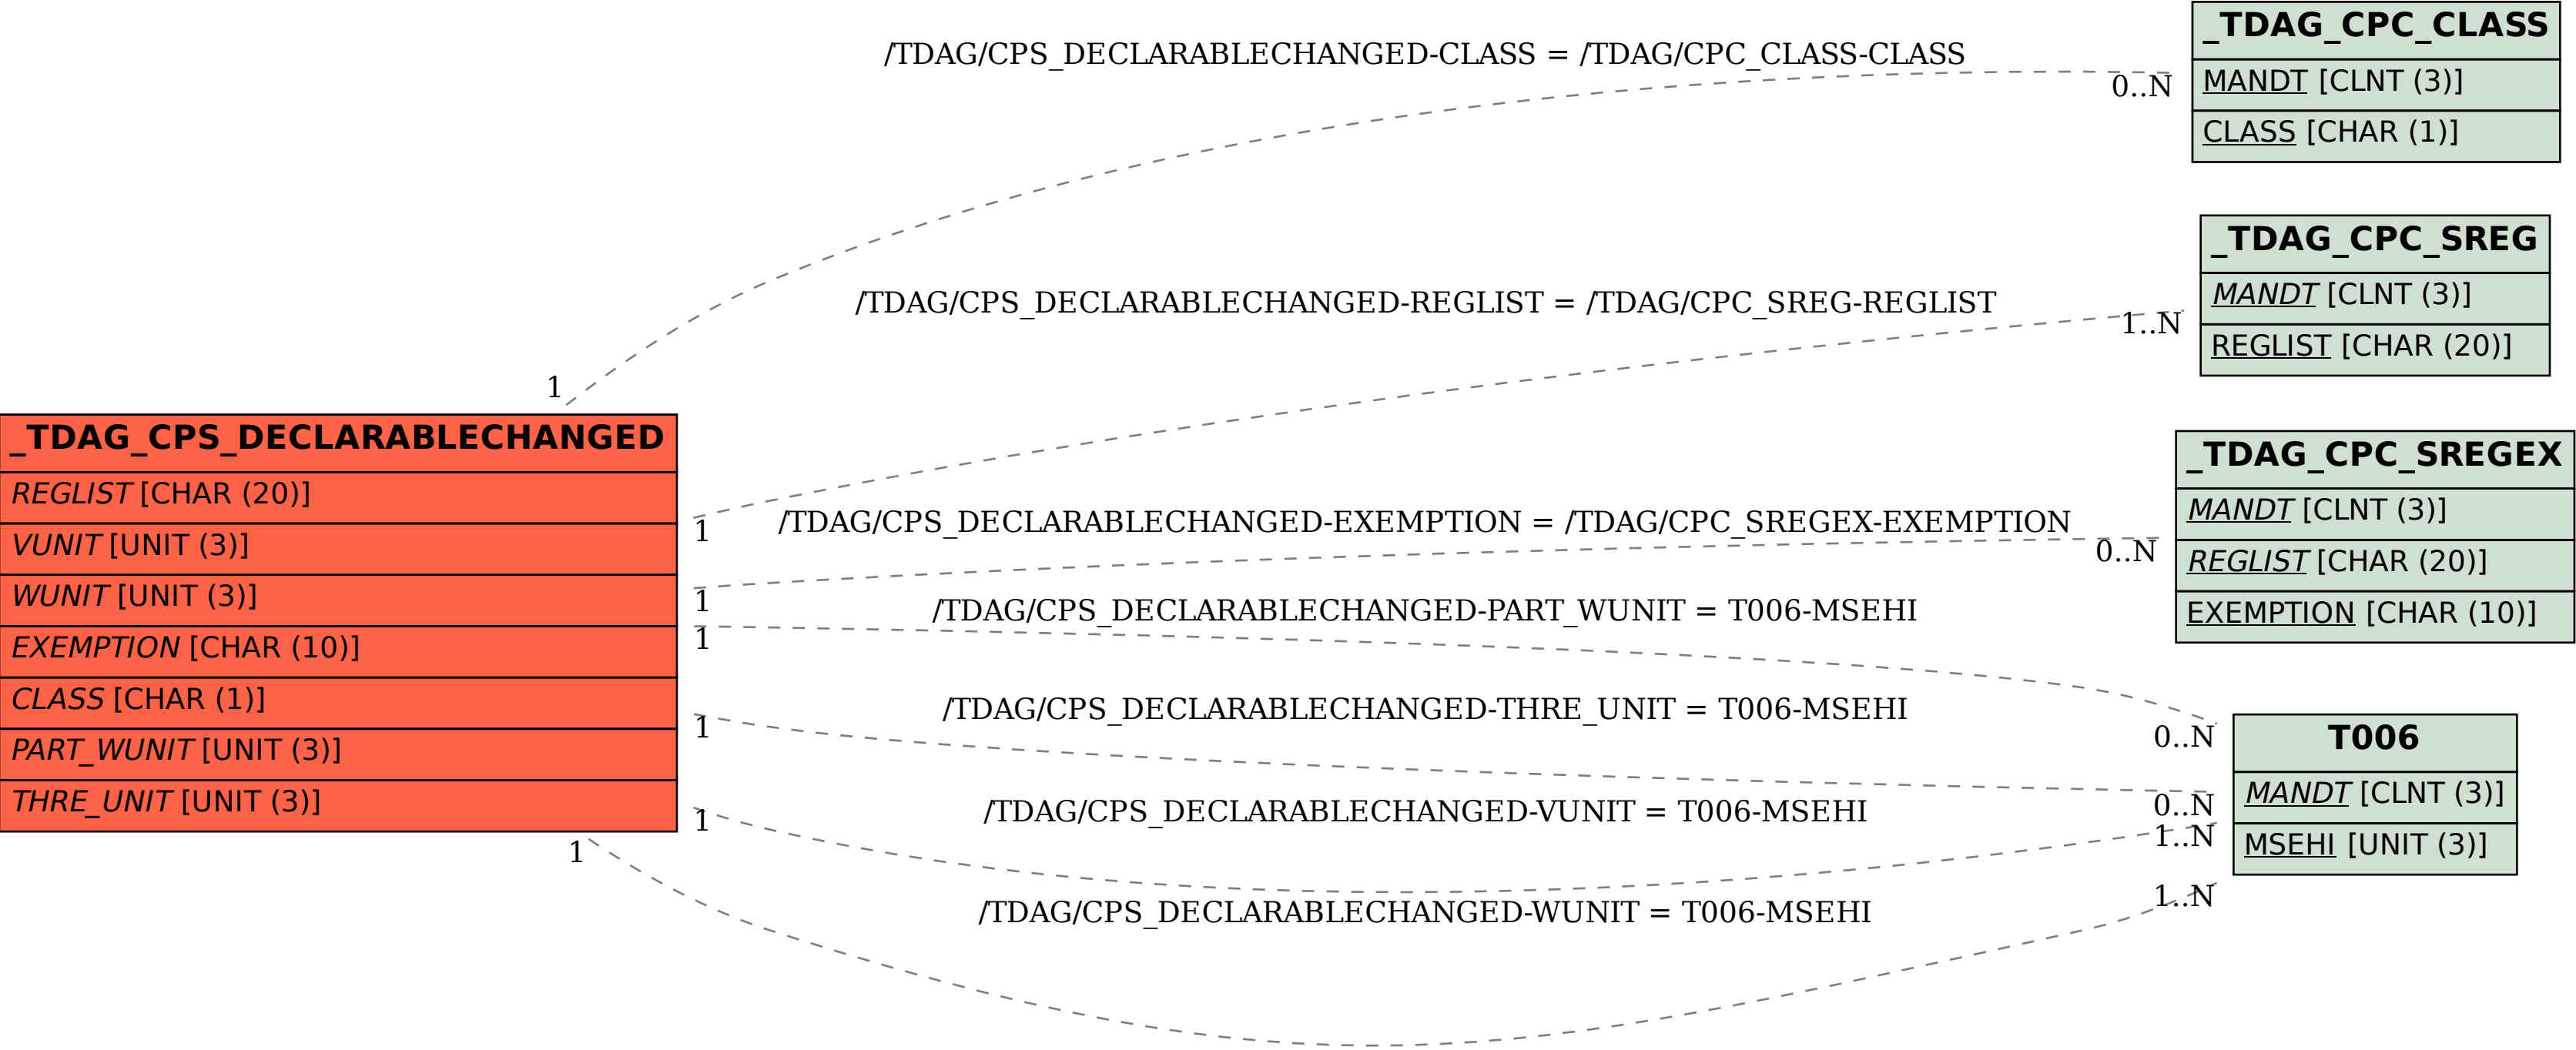 _TDAG_CPS_DECLARABLECHANGED
REGLIST [CHAR (20)]
VUNIT [UNIT (3)]
WUNIT [UNIT (3)]
EXEMPTION [CHAR (10)]
CLASS [CHAR (1)]
PART_WUNIT [UNIT (3)]
THRE_UNIT [UNIT (3)]
/TDAG/CPS_DECLARABLECHANGED-CLASS = /TDAG/CPC_CLASS-CLASS
1
0..N
/TDAG/CPS_DECLARABLECHANGED-REGLIST = /TDAG/CPC_SREG-REGLIST
1
1..N
/TDAG/CPS_DECLARABLECHANGED-EXEMPTION = /TDAG/CPC_SREGEX-EXEMPTION
1
0..N
/TDAG/CPS_DECLARABLECHANGED-PART_WUNIT = T006-MSEHI
1
0..N
/TDAG/CPS_DECLARABLECHANGED-THRE_UNIT = T006-MSEHI
1
0..N
/TDAG/CPS_DECLARABLECHANGED-VUNIT = T006-MSEHI
1
1..N
/TDAG/CPS_DECLARABLECHANGED-WUNIT = T006-MSEHI
1
1..N
_TDAG_CPC_CLASS
MANDT [CLNT (3)]
CLASS [CHAR (1)]
_TDAG_CPC_SREG
MANDT [CLNT (3)]
REGLIST [CHAR (20)]
_TDAG_CPC_SREGEX
MANDT [CLNT (3)]
REGLIST [CHAR (20)]
EXEMPTION [CHAR (10)]
T006
MANDT [CLNT (3)]
MSEHI [UNIT (3)]